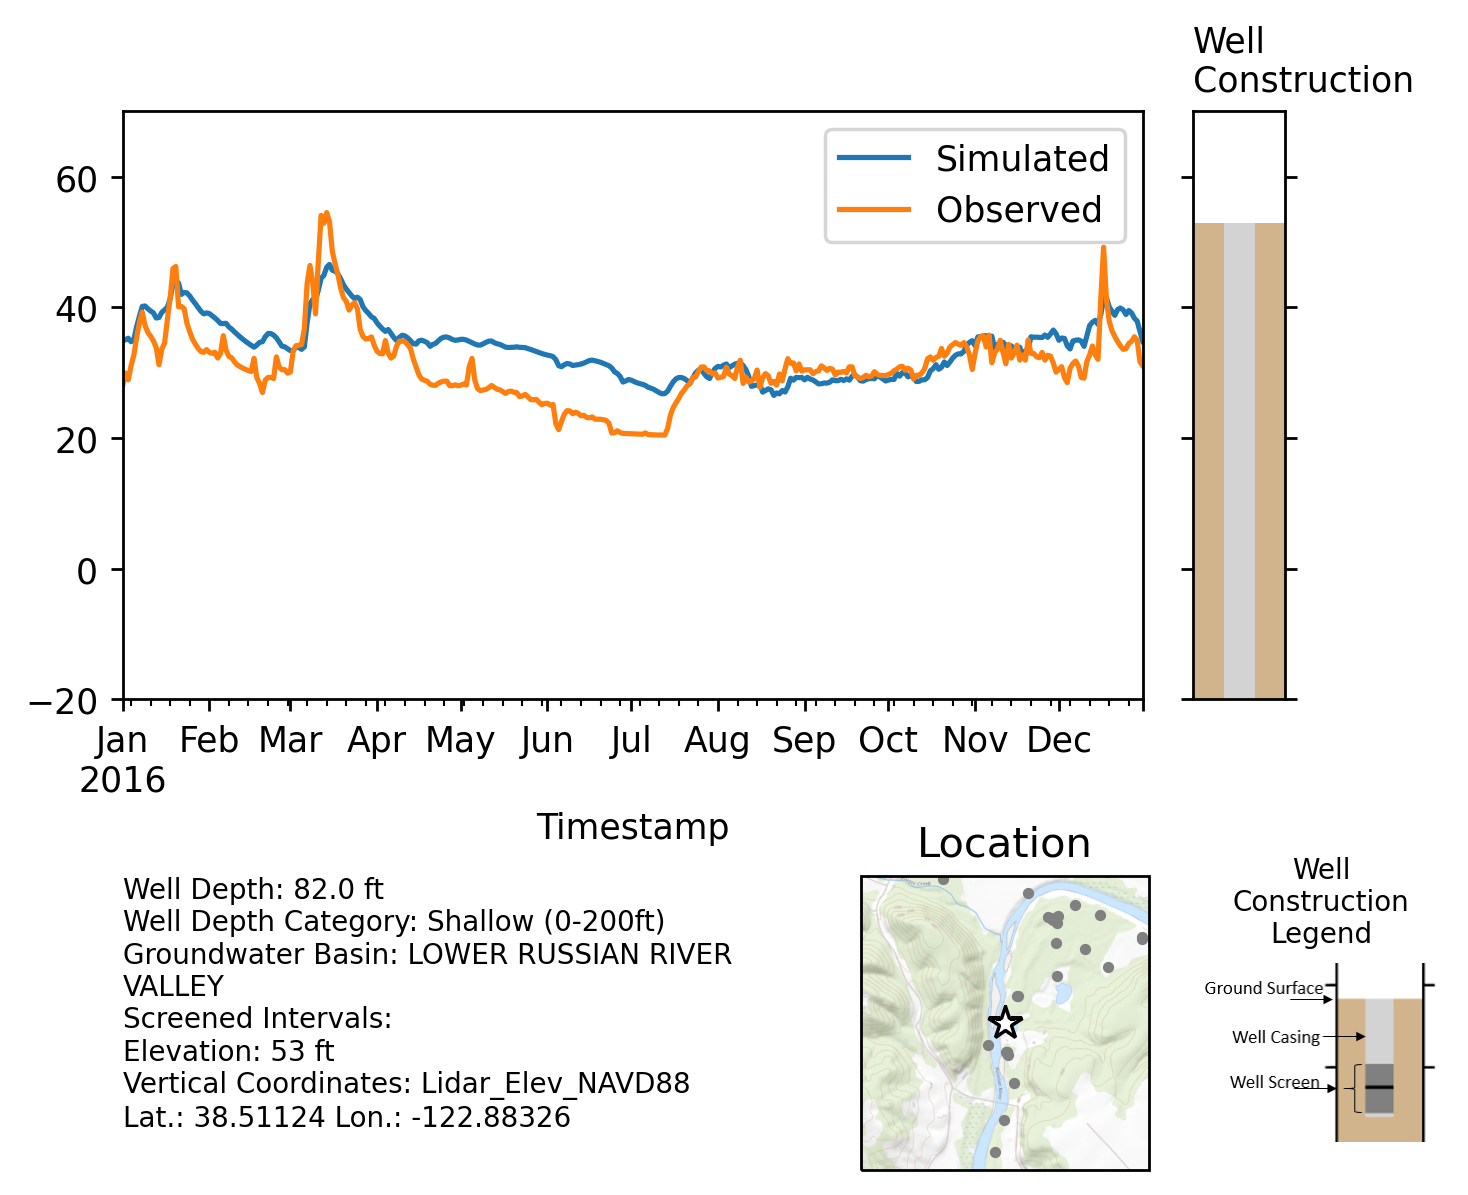 Well
Construction
Simulated
Observed
60
40
20
0
−20
Jan
2016
Feb
Mar
Apr
May
Jun
Jul
Aug
Sep
Oct
Nov
Dec
Timestamp
Well Depth: 82.0 ft
Well Depth Category: Shallow (0-200ft)
Groundwater Basin: LOWER RUSSIAN RIVER
VALLEY
Screened Intervals:
Elevation: 53 ft
Vertical Coordinates: Lidar_Elev_NAVD88
Lat.: 38.51124 Lon.: -122.88326
Location
Well
Construction
Legend
Ground Surface
Well Casing
Well Screen